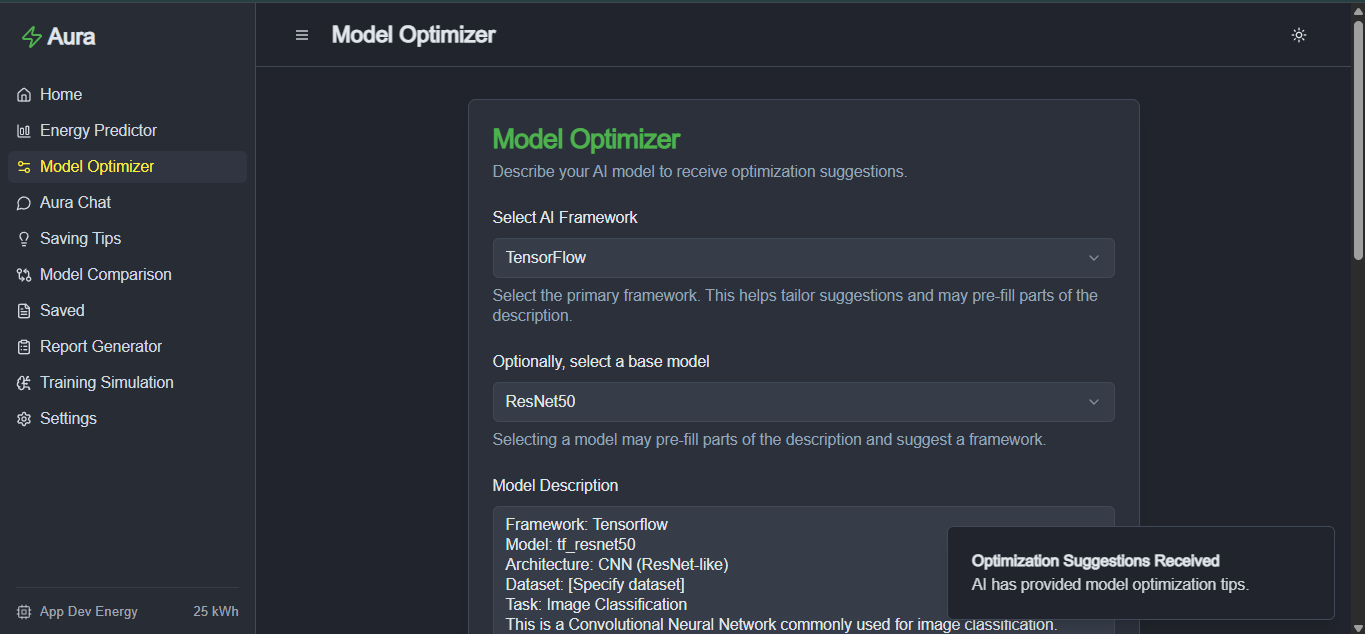 Aura
Home
Energy Predictor
Model Optimizer
Aura Chat
Saving Tips
Model Comparison
Saved
Report Generator
Training Simulation
Settings
App Dev Energy 25 kWh
Model Optimizer
Model Optimizer
Describe your AI model to receive optimization suggestions.
Select AI Framework
TensorFlow
Select the primary framework. This helps tailor suggestions and may pre-fill parts of the
description.
Optionally, select a base model
ResNet50
Selecting a model may pre-fill parts of the description and suggest a framework.
Model Description
Framework: Tensorflow
Model: tf_resnet50
Architecture: CNN (ResNet-like)
Dataset: [Specify dataset]
Task: Image Classification
This is a Convolutional Neural Network commonly used for image classification.
Optimization Suggestions Received
AI has provided model optimization tips.